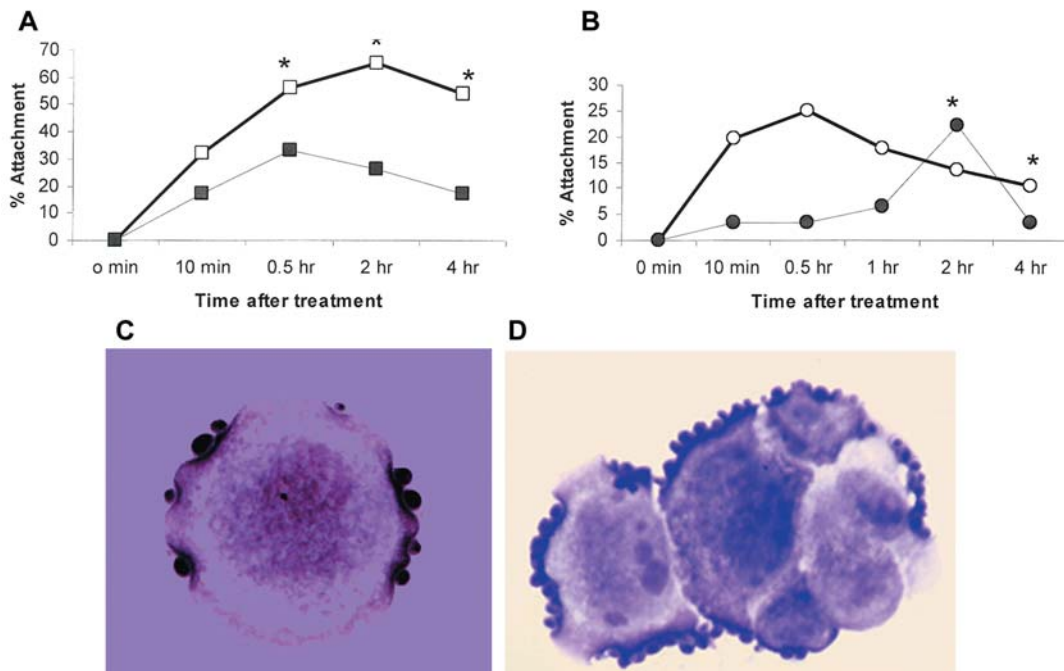 A
% Attachment
70
60
50
40
30
20
10
0
* * *
o min 10 min 0.5 hr 2 hr 4 hr
Time after treatment
B
% Attachment
30
25
20
15
10
5
0
* *
0 min 10 min 0.5 hr 1 hr 2 hr 4 hr
Time after treatment
C
D